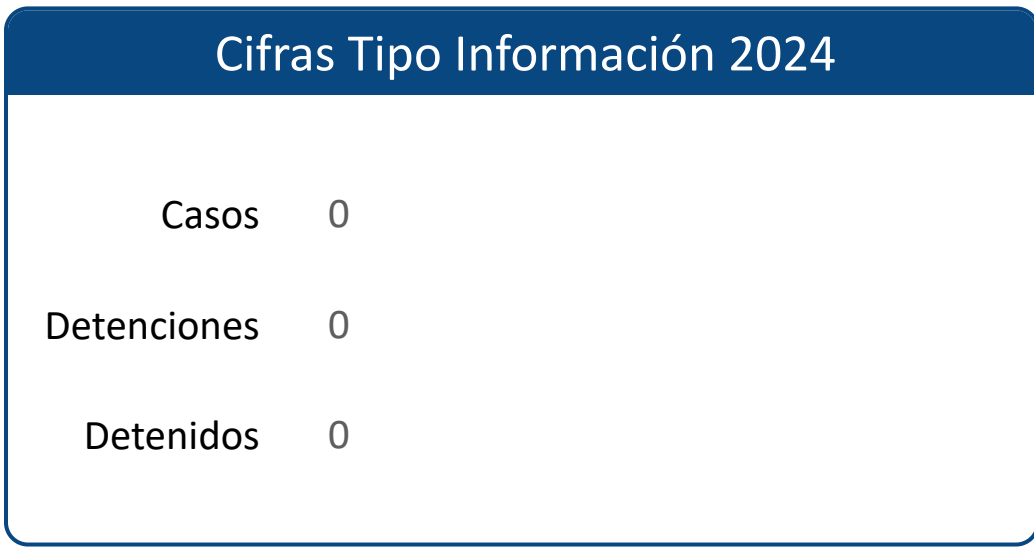 Cifras Tipo Información 2024
Casos 0
Detenciones 0
Detenidos 0